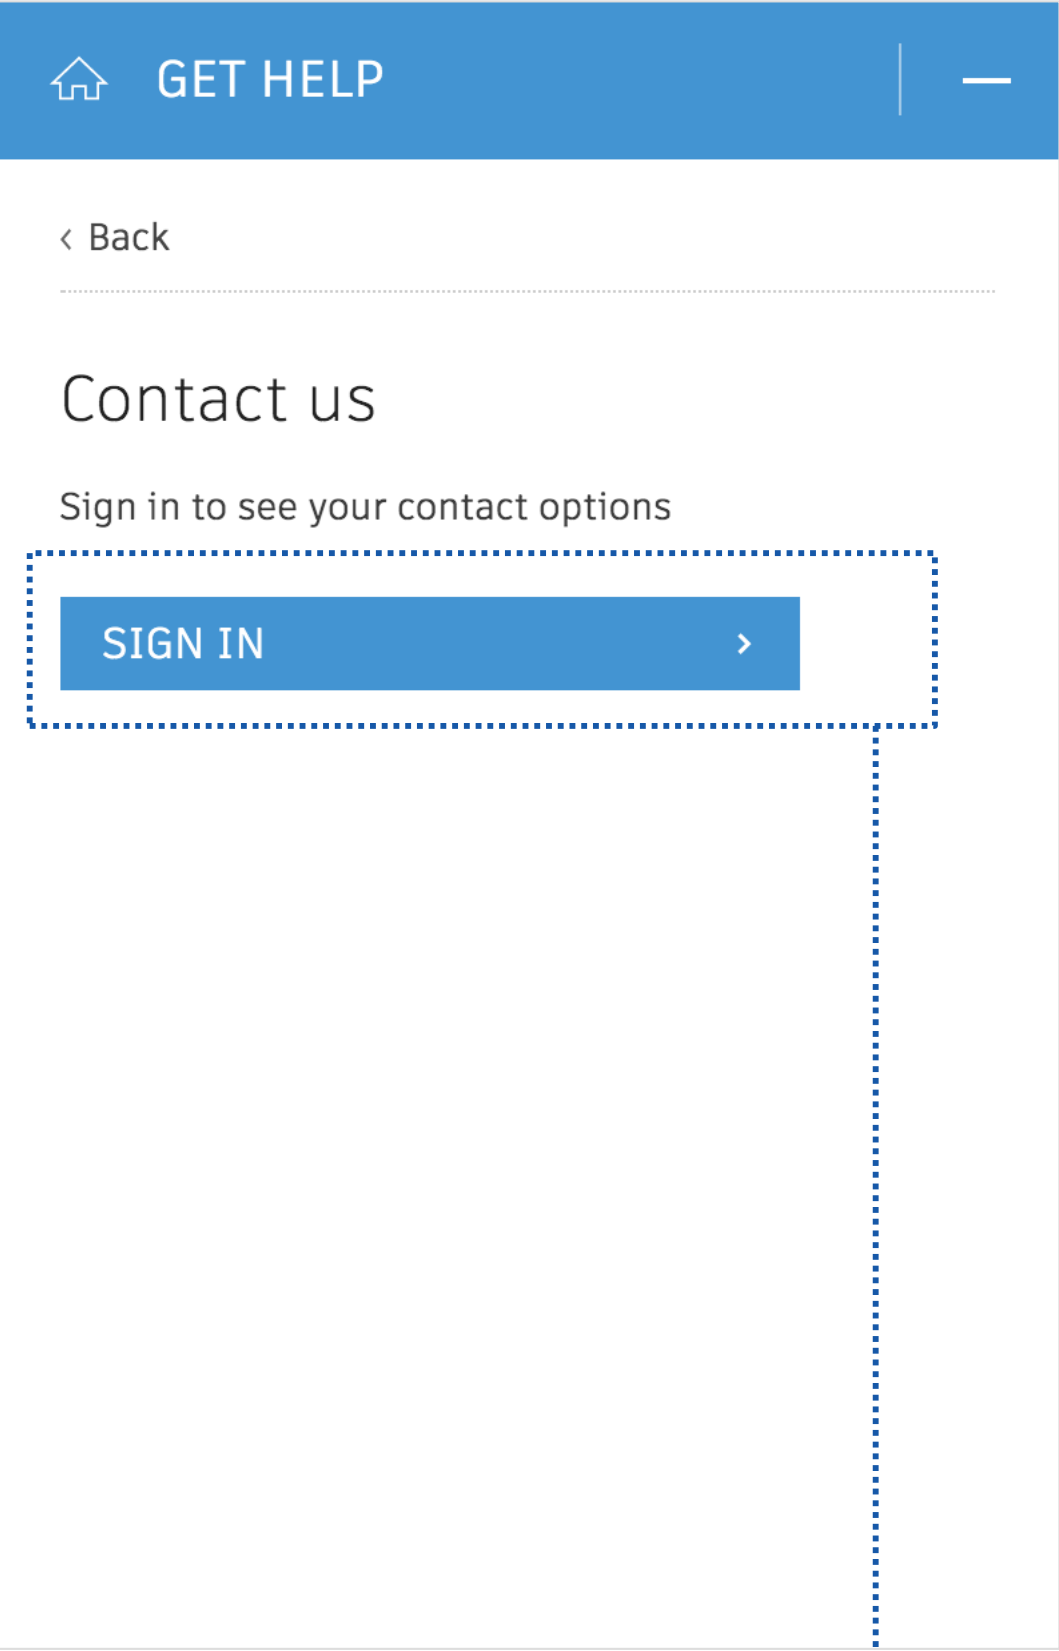 GET HELP
Back
Contact us
Sign in to see your contact options
SIGN IN